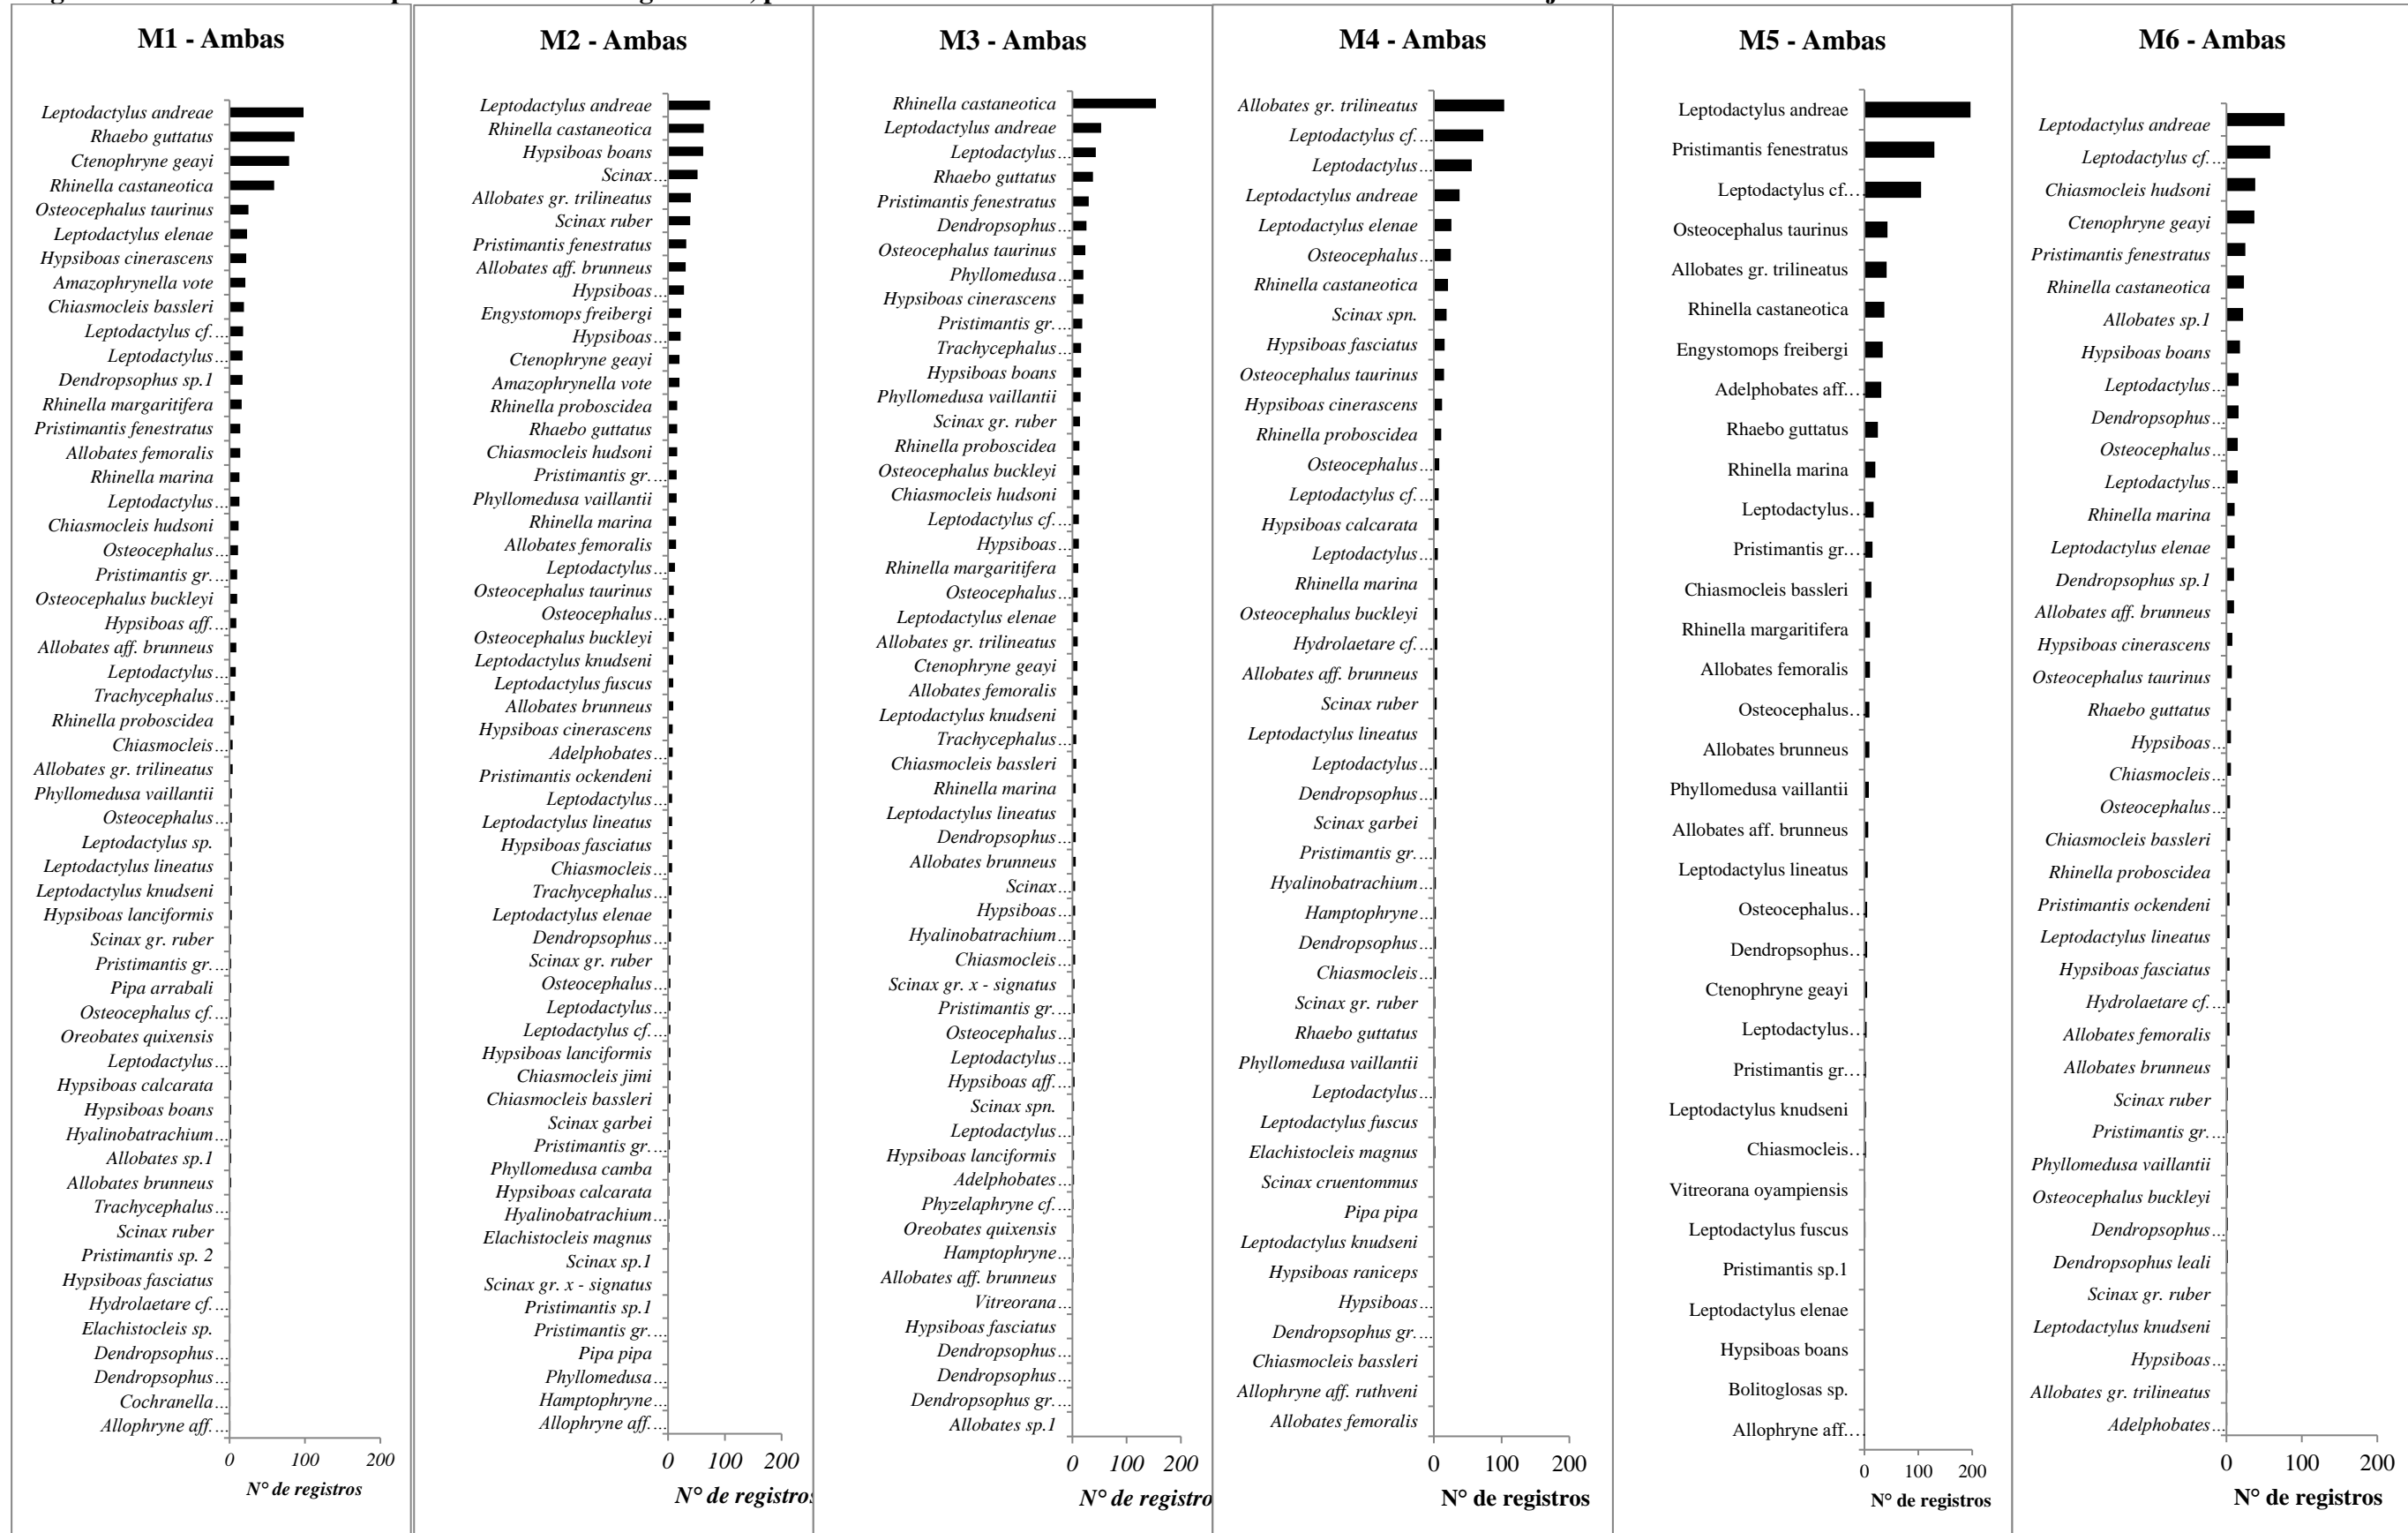 M1 - Ambas
Leptodactylus andreae
Rhaebo guttatus
Ctenophryne geayi
Rhinella castaneotica
Osteocephalus taurinus
Leptodactylus elenae
Hypsiboas cinerascens
Amazophrynella vote
Chiasmocleis bassleri
Leptodactylus cf.…
Leptodactylus…
Dendropsophus sp.1
Rhinella margaritifera
Pristimantis fenestratus
Allobates femoralis
Rhinella marina
Leptodactylus…
Chiasmocleis hudsoni
Osteocephalus…
Pristimantis gr.…
Osteocephalus buckleyi
Hypsiboas aff.…
Allobates aff. brunneus
Leptodactylus…
Trachycephalus…
Rhinella proboscidea
Chiasmocleis…
Allobates gr. trilineatus
Phyllomedusa vaillantii
Osteocephalus…
Leptodactylus sp.
Leptodactylus lineatus
Leptodactylus knudseni
Hypsiboas lanciformis
Scinax gr. ruber
Pristimantis gr.…
Pipa arrabali
Osteocephalus cf.…
Oreobates quixensis
Leptodactylus…
Hypsiboas calcarata
Hypsiboas boans
Hyalinobatrachium…
Allobates sp.1
Allobates brunneus
Trachycephalus…
Scinax ruber
Pristimantis sp. 2
Hypsiboas fasciatus
Hydrolaetare cf.…
Elachistocleis sp.
Dendropsophus…
Dendropsophus…
Cochranella…
Allophryne aff.…
0 100 200
N° de registros
M2 - Ambas
Leptodactylus andreae
Rhinella castaneotica
Hypsiboas boans
Scinax…
Allobates gr. trilineatus
Scinax ruber
Pristimantis fenestratus
Allobates aff. brunneus
Hypsiboas…
Engystomops freibergi
Hypsiboas…
Ctenophryne geayi
Amazophrynella vote
Rhinella proboscidea
Rhaebo guttatus
Chiasmocleis hudsoni
Pristimantis gr.…
Phyllomedusa vaillantii
Rhinella marina
Allobates femoralis
Leptodactylus…
Osteocephalus taurinus
Osteocephalus…
Osteocephalus buckleyi
Leptodactylus knudseni
Leptodactylus fuscus
Allobates brunneus
Hypsiboas cinerascens
Adelphobates…
Pristimantis ockendeni
Leptodactylus…
Leptodactylus lineatus
Hypsiboas fasciatus
Chiasmocleis…
Trachycephalus…
Leptodactylus elenae
Dendropsophus…
Scinax gr. ruber
Osteocephalus…
Leptodactylus…
Leptodactylus cf.…
Hypsiboas lanciformis
Chiasmocleis jimi
Chiasmocleis bassleri
Scinax garbei
Pristimantis gr.…
Phyllomedusa camba
Hypsiboas calcarata
Hyalinobatrachium…
Elachistocleis magnus
Scinax sp.1
Scinax gr. x - signatus
Pristimantis sp.1
Pristimantis gr.…
Pipa pipa
Phyllomedusa…
Hamptophryne…
Allophryne aff.…
0 100 200
N° de registros
M3 - Ambas
Rhinella castaneotica
Leptodactylus andreae
Leptodactylus…
Rhaebo guttatus
Pristimantis fenestratus
Dendropsophus…
Osteocephalus taurinus
Phyllomedusa…
Hypsiboas cinerascens
Pristimantis gr.…
Trachycephalus…
Hypsiboas boans
Phyllomedusa vaillantii
Scinax gr. ruber
Rhinella proboscidea
Osteocephalus buckleyi
Chiasmocleis hudsoni
Leptodactylus cf.…
Hypsiboas…
Rhinella margaritifera
Osteocephalus…
Leptodactylus elenae
Allobates gr. trilineatus
Ctenophryne geayi
Allobates femoralis
Leptodactylus knudseni
Trachycephalus…
Chiasmocleis bassleri
Rhinella marina
Leptodactylus lineatus
Dendropsophus…
Allobates brunneus
Scinax…
Hypsiboas…
Hyalinobatrachium…
Chiasmocleis…
Scinax gr. x - signatus
Pristimantis gr.…
Osteocephalus…
Leptodactylus…
Hypsiboas aff.…
Scinax spn.
Leptodactylus…
Hypsiboas lanciformis
Adelphobates…
Phyzelaphryne cf.…
Oreobates quixensis
Hamptophryne…
Allobates aff. brunneus
Vitreorana…
Hypsiboas fasciatus
Dendropsophus…
Dendropsophus…
Dendropsophus gr.…
Allobates sp.1
0 100 200
N° de registro
M4 - Ambas
Allobates gr. trilineatus
Leptodactylus cf.…
Leptodactylus…
Leptodactylus andreae
Leptodactylus elenae
Osteocephalus…
Rhinella castaneotica
Scinax spn.
Hypsiboas fasciatus
Osteocephalus taurinus
Hypsiboas cinerascens
Rhinella proboscidea
Osteocephalus…
Leptodactylus cf.…
Hypsiboas calcarata
Leptodactylus…
Rhinella marina
Osteocephalus buckleyi
Hydrolaetare cf.…
Allobates aff. brunneus
Scinax ruber
Leptodactylus lineatus
Leptodactylus…
Dendropsophus…
Scinax garbei
Pristimantis gr.…
Hyalinobatrachium…
Hamptophryne…
Dendropsophus…
Chiasmocleis…
Scinax gr. ruber
Rhaebo guttatus
Phyllomedusa vaillantii
Leptodactylus…
Leptodactylus fuscus
Elachistocleis magnus
Scinax cruentommus
Pipa pipa
Leptodactylus knudseni
Hypsiboas raniceps
Hypsiboas…
Dendropsophus gr.…
Chiasmocleis bassleri
Allophryne aff. ruthveni
Allobates femoralis
0 100 200
N° de registros
M5 - Ambas
Leptodactylus andreae
Pristimantis fenestratus
Leptodactylus cf.…
Osteocephalus taurinus
Allobates gr. trilineatus
Rhinella castaneotica
Engystomops freibergi
Adelphobates aff.…
Rhaebo guttatus
Rhinella marina
Leptodactylus…
Pristimantis gr.…
Chiasmocleis bassleri
Rhinella margaritifera
Allobates femoralis
Osteocephalus…
Allobates brunneus
Phyllomedusa vaillantii
Allobates aff. brunneus
Leptodactylus lineatus
Osteocephalus…
Dendropsophus…
Ctenophryne geayi
Leptodactylus…
Pristimantis gr.…
Leptodactylus knudseni
Chiasmocleis…
Vitreorana oyampiensis
Leptodactylus fuscus
Pristimantis sp.1
Leptodactylus elenae
Hypsiboas boans
Bolitoglosas sp.
Allophryne aff.…
0 100 200
N° de registros
M6 - Ambas
Leptodactylus andreae
Leptodactylus cf.…
Chiasmocleis hudsoni
Ctenophryne geayi
Pristimantis fenestratus
Rhinella castaneotica
Allobates sp.1
Hypsiboas boans
Leptodactylus…
Dendropsophus…
Osteocephalus…
Leptodactylus…
Rhinella marina
Leptodactylus elenae
Dendropsophus sp.1
Allobates aff. brunneus
Hypsiboas cinerascens
Osteocephalus taurinus
Rhaebo guttatus
Hypsiboas…
Chiasmocleis…
Osteocephalus…
Chiasmocleis bassleri
Rhinella proboscidea
Pristimantis ockendeni
Leptodactylus lineatus
Hypsiboas fasciatus
Hydrolaetare cf.…
Allobates femoralis
Allobates brunneus
Scinax ruber
Pristimantis gr.…
Phyllomedusa vaillantii
Osteocephalus buckleyi
Dendropsophus…
Dendropsophus leali
Scinax gr. ruber
Leptodactylus knudseni
Hypsiboas…
Allobates gr. trilineatus
Adelphobates…
0 100 200
N° de registros